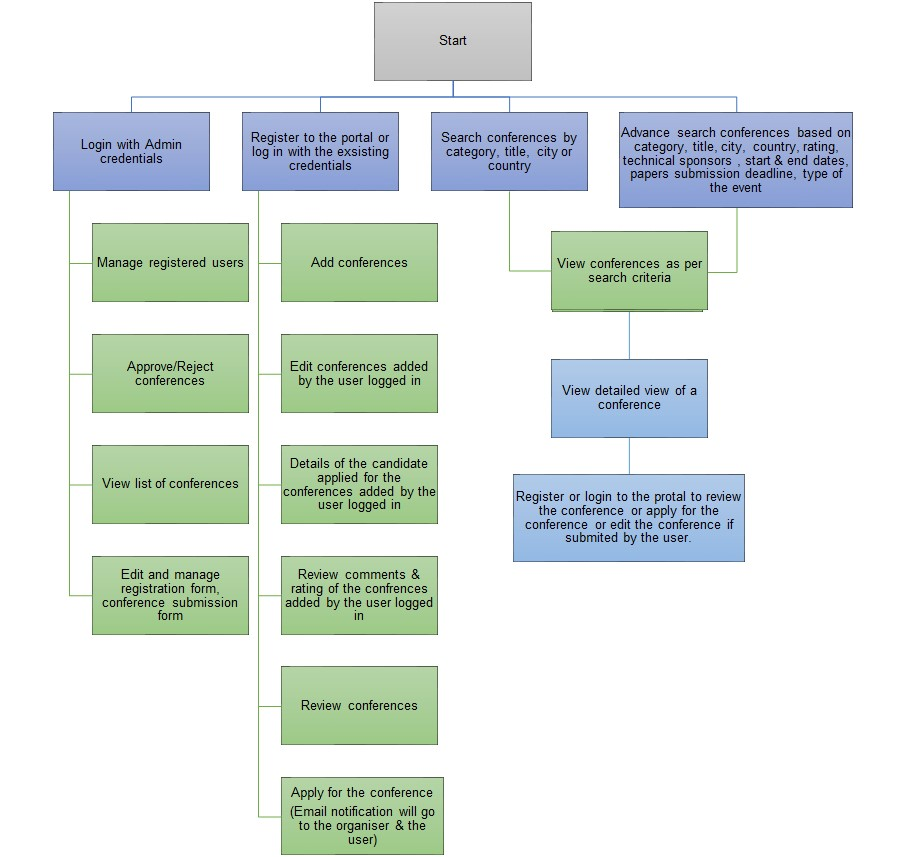 Start
Login with Admin
credentials
Register to the portal or
log in with the exsisting
credentials
Search conferences by
category, title, city or
country
Advance search conferences based on
category, title, city, country, rating,
technical sponsors , start & end dates,
papers submission deadline, type of
the event
Manage registered users
Approve/Reject
conferences
View list of conferences
Edit and manage
registration form,
conference submission
form
Add conferences
Edit conferences added
by the user logged in
Details of the candidate
applied for the
conferences added by the
user logged in
Review comments &
rating of the confrences
added by the user logged
in
Review conferences
Apply for the conference
(Email notification will go
to the organiser & the
user)
View conferences as per
search criteria
View detailed view of a
conference
Register or login to the protal to review
the conference or apply for the
conference or edit the conference if
submited by the user.